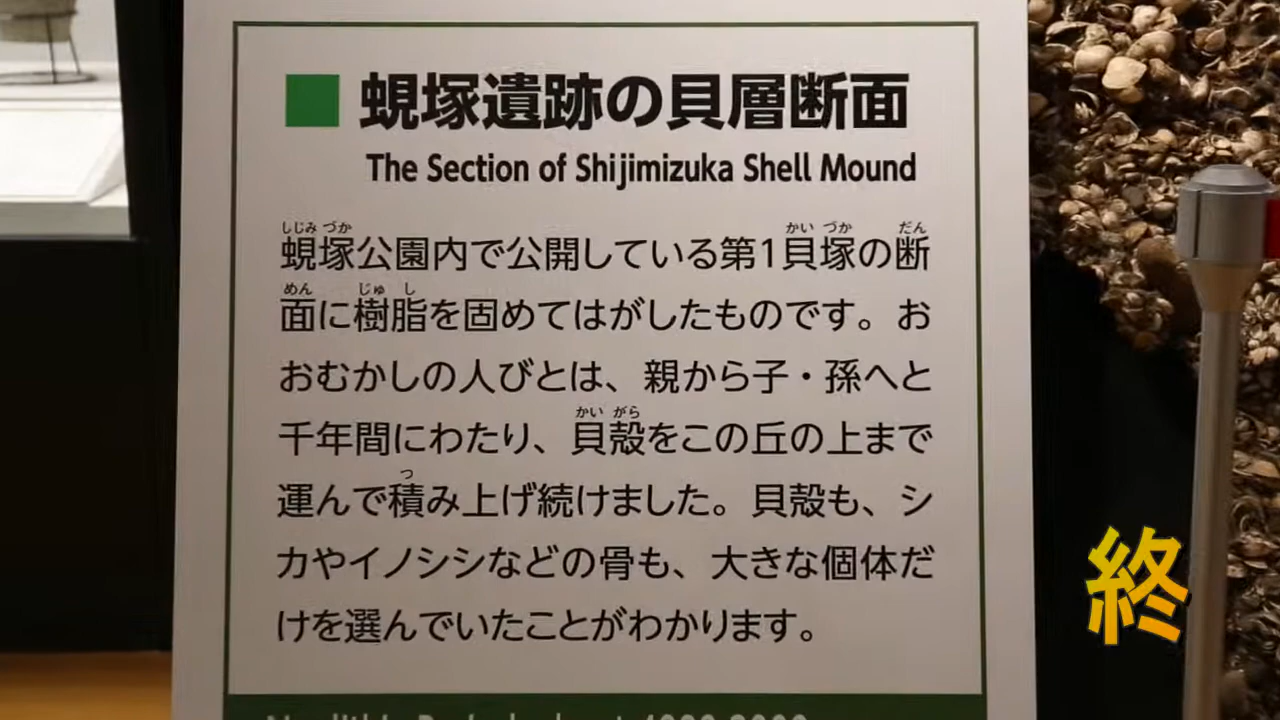 蜆塚遺跡の貝層断面
The Section of Shijimizuka Shell Mound
しじみ づか かい づか だん
蜆塚公園内で公開している第1貝塚の断
めん じゅ し
面に樹脂を固めてはがしたものです。お
おむかしの人びとは、親から子・孫へと
かい がら
千年間にわたり、貝殻をこの丘の上まで
つ
運んで積み上げ続けました。貝殻も、シ
カやイノシシなどの骨も、大きな個体だ
けを選んでいたことがわかります。
終